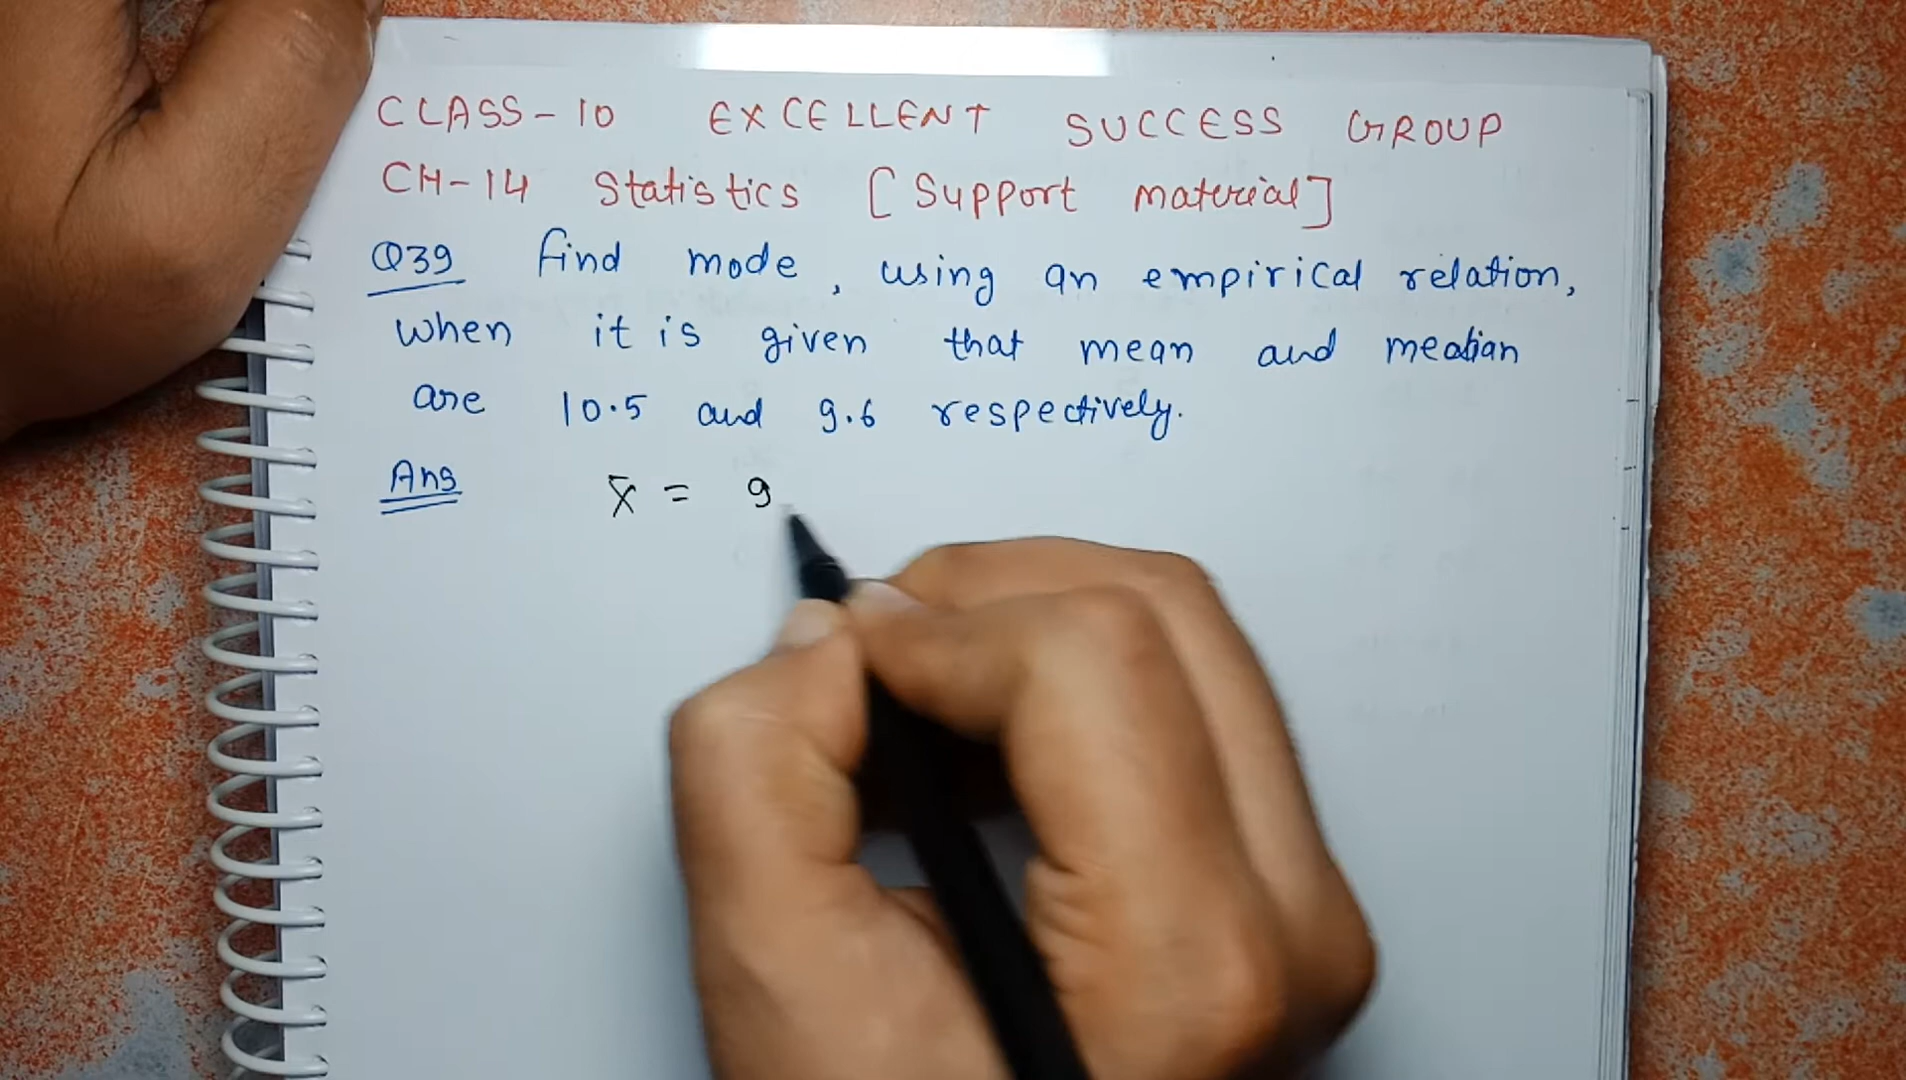 CLASS-10 EXCELLENT SUCCESS GROUP
CH-14 Statistics [Support material]
Q39 find mode, using an empirical relation,
when it is given that mean and median
are 10.5 and 9.6 respectively.
Ans x̄ = 9